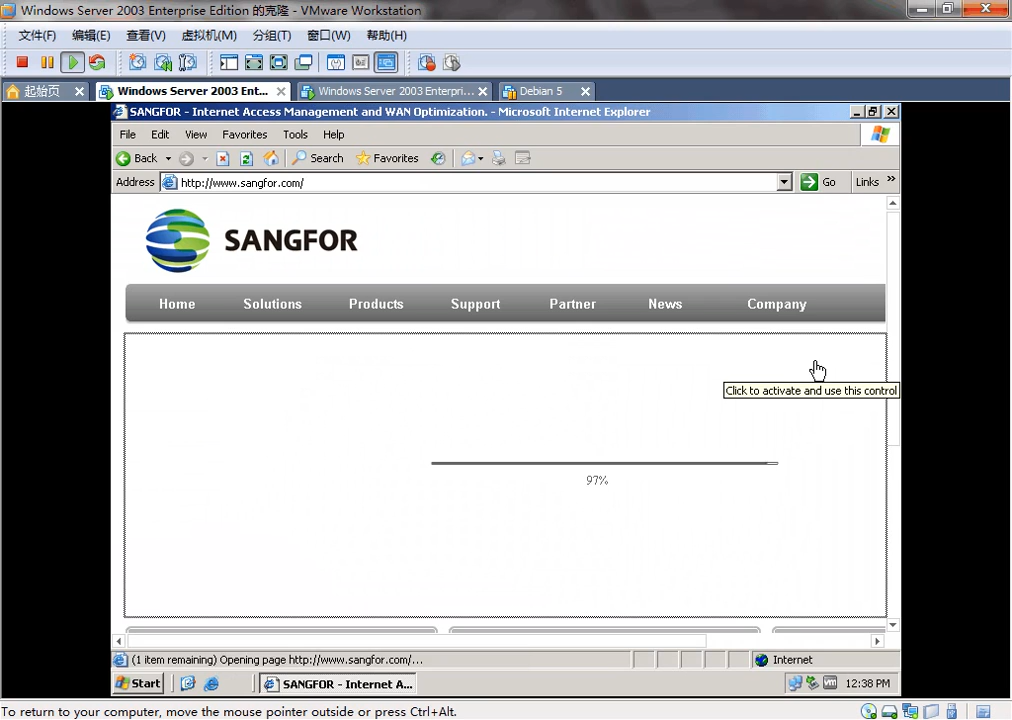 Windows Server 2003 Enterprise Edition 的克隆 - VMware Workstation
文件(F) 编辑(E) 查看(V) 虚拟机(M) 分组(T) 窗口(W) 帮助(H)
起始页 Windows Server 2003 Ent... Windows Server 2003 Enterpri... Debian 5
SANGFOR - Internet Access Management and WAN Optimization. - Microsoft Internet Explorer
File Edit View Favorites Tools Help
Back Search Favorites
Address http://www.sangfor.com/ Go Links »
SANGFOR
Home Solutions Products Support Partner News Company
Click to activate and use this control
97%
(1 item remaining) Opening page http://www.sangfor.com/... Internet
Start SANGFOR - Internet A... 12:38 PM
To return to your computer, move the mouse pointer outside or press Ctrl+Alt.